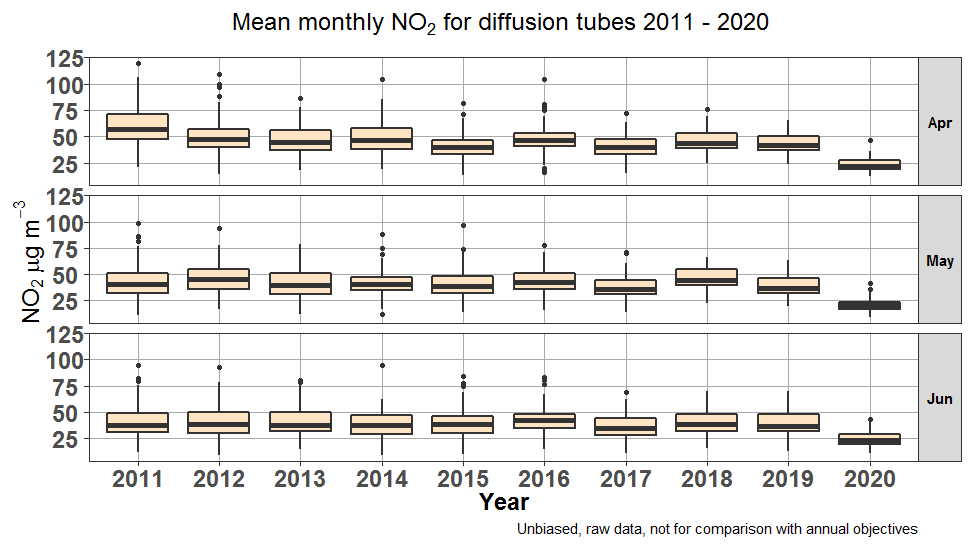 Mean monthly NO₂ for diffusion tubes 2011 - 2020
NO₂ µg m⁻³
125
100
75
50
25
Apr
125
100
75
50
25
May
125
100
75
50
25
Jun
2011 2012 2013 2014 2015 2016 2017 2018 2019 2020
Year
Unbiased, raw data, not for comparison with annual objectives